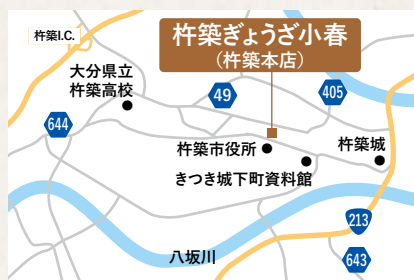 杵築I.C.
杵築ぎょうざ小春
(杵築本店)
大分県立
杵築高校
49
405
644
杵築市役所
杵築城
きつき城下町資料館
213
八坂川
643